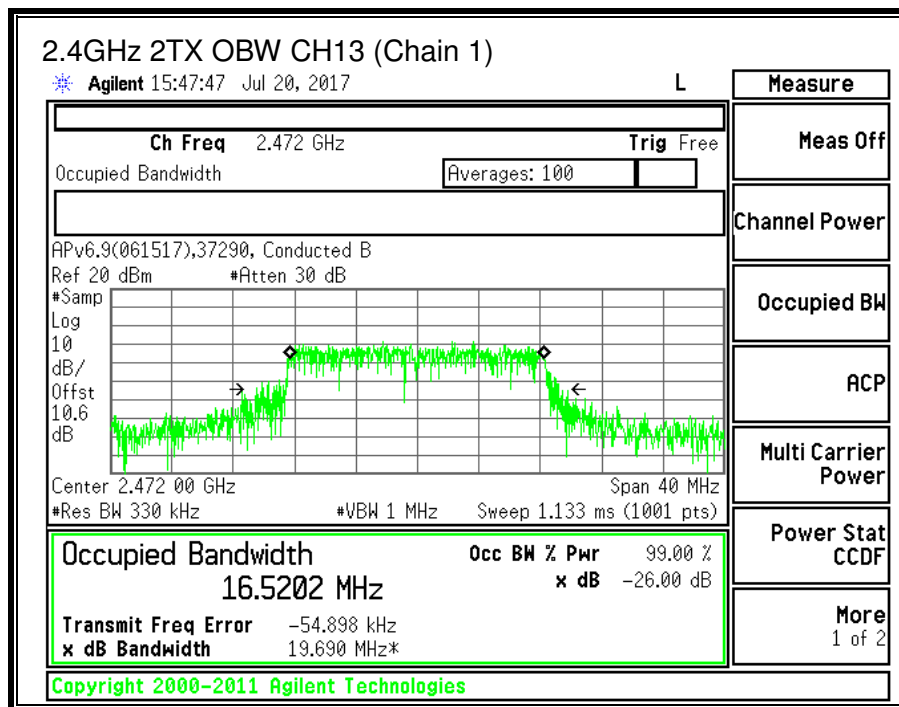 2.4GHz 2TX OBW CH13 (Chain 1)
Agilent 15:47:47 Jul 20, 2017 L
Ch Freq 2.472 GHz Trig Free
Occupied Bandwidth Averages: 100
APv6.9(061517),37290, Conducted B
Ref 20 dBm #Atten 30 dB
#Samp
Log
10
dB/
Offst
10.6
dB
Center 2.472 00 GHz Span 40 MHz
#Res BW 330 kHz #VBW 1 MHz Sweep 1.133 ms (1001 pts)
Occupied Bandwidth
16.5202 MHz
Occ BW % Pwr 99.00 %
x dB -26.00 dB
Transmit Freq Error -54.898 kHz
x dB Bandwidth 19.690 MHz*
Copyright 2000-2011 Agilent Technologies
Measure
Meas Off
Channel Power
Occupied BW
ACP
Multi Carrier
Power
Power Stat
CCDF
More
1 of 2